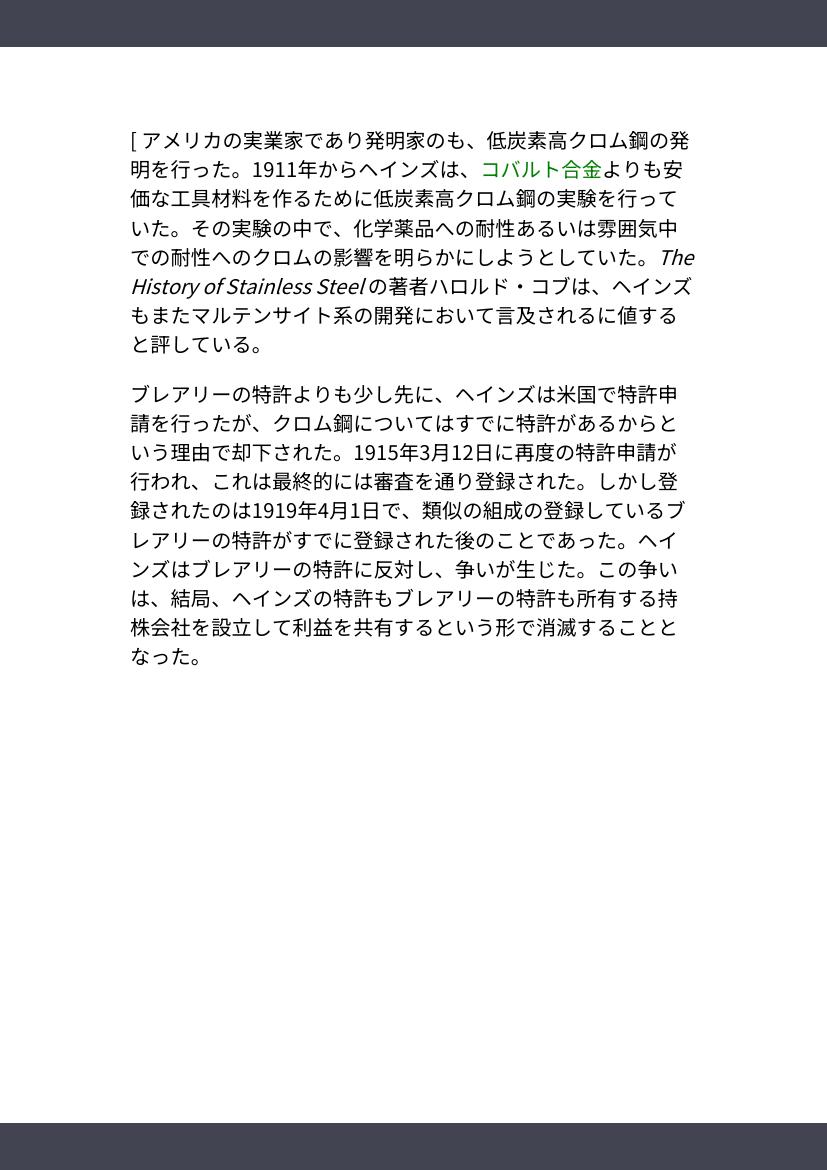 [ アメリカの実業家であり発明家のも、低炭素高クロム鋼の発
明を行った。1911年からヘインズは、コバルト合金よりも安
価な工具材料を作るために低炭素高クロム鋼の実験を行って
いた。その実験の中で、化学薬品への耐性あるいは雰囲気中
での耐性へのクロムの影響を明らかにしようとしていた。The
History of Stainless Steelの著者ハロルド・コブは、ヘインズ
もまたマルテンサイト系の開発において言及されるに値する
と評している。
ブレアリーの特許よりも少し先に、ヘインズは米国で特許申
請を行ったが、クロム鋼についてはすでに特許があるからと
いう理由で却下された。1915年3月12日に再度の特許申請が
行われ、これは最終的には審査を通り登録された。しかし登
録されたのは1919年4月1日で、類似の組成の登録しているブ
レアリーの特許がすでに登録された後のことであった。ヘイ
ンズはブレアリーの特許に反対し、争いが生じた。この争い
は、結局、ヘインズの特許もブレアリーの特許も所有する持
株会社を設立して利益を共有するという形で消滅することと
なった。